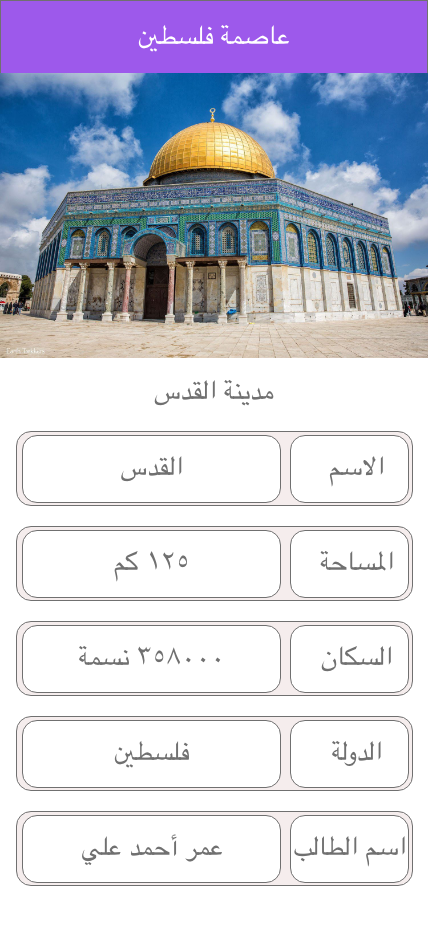 عاصمة فلسطين
مدينة القدس
الاسم القدس
المساحة ١٢٥ كم
السكان ٣٥٨٠٠٠ نسمة
الدولة فلسطين
اسم الطالب عمر أحمد علي